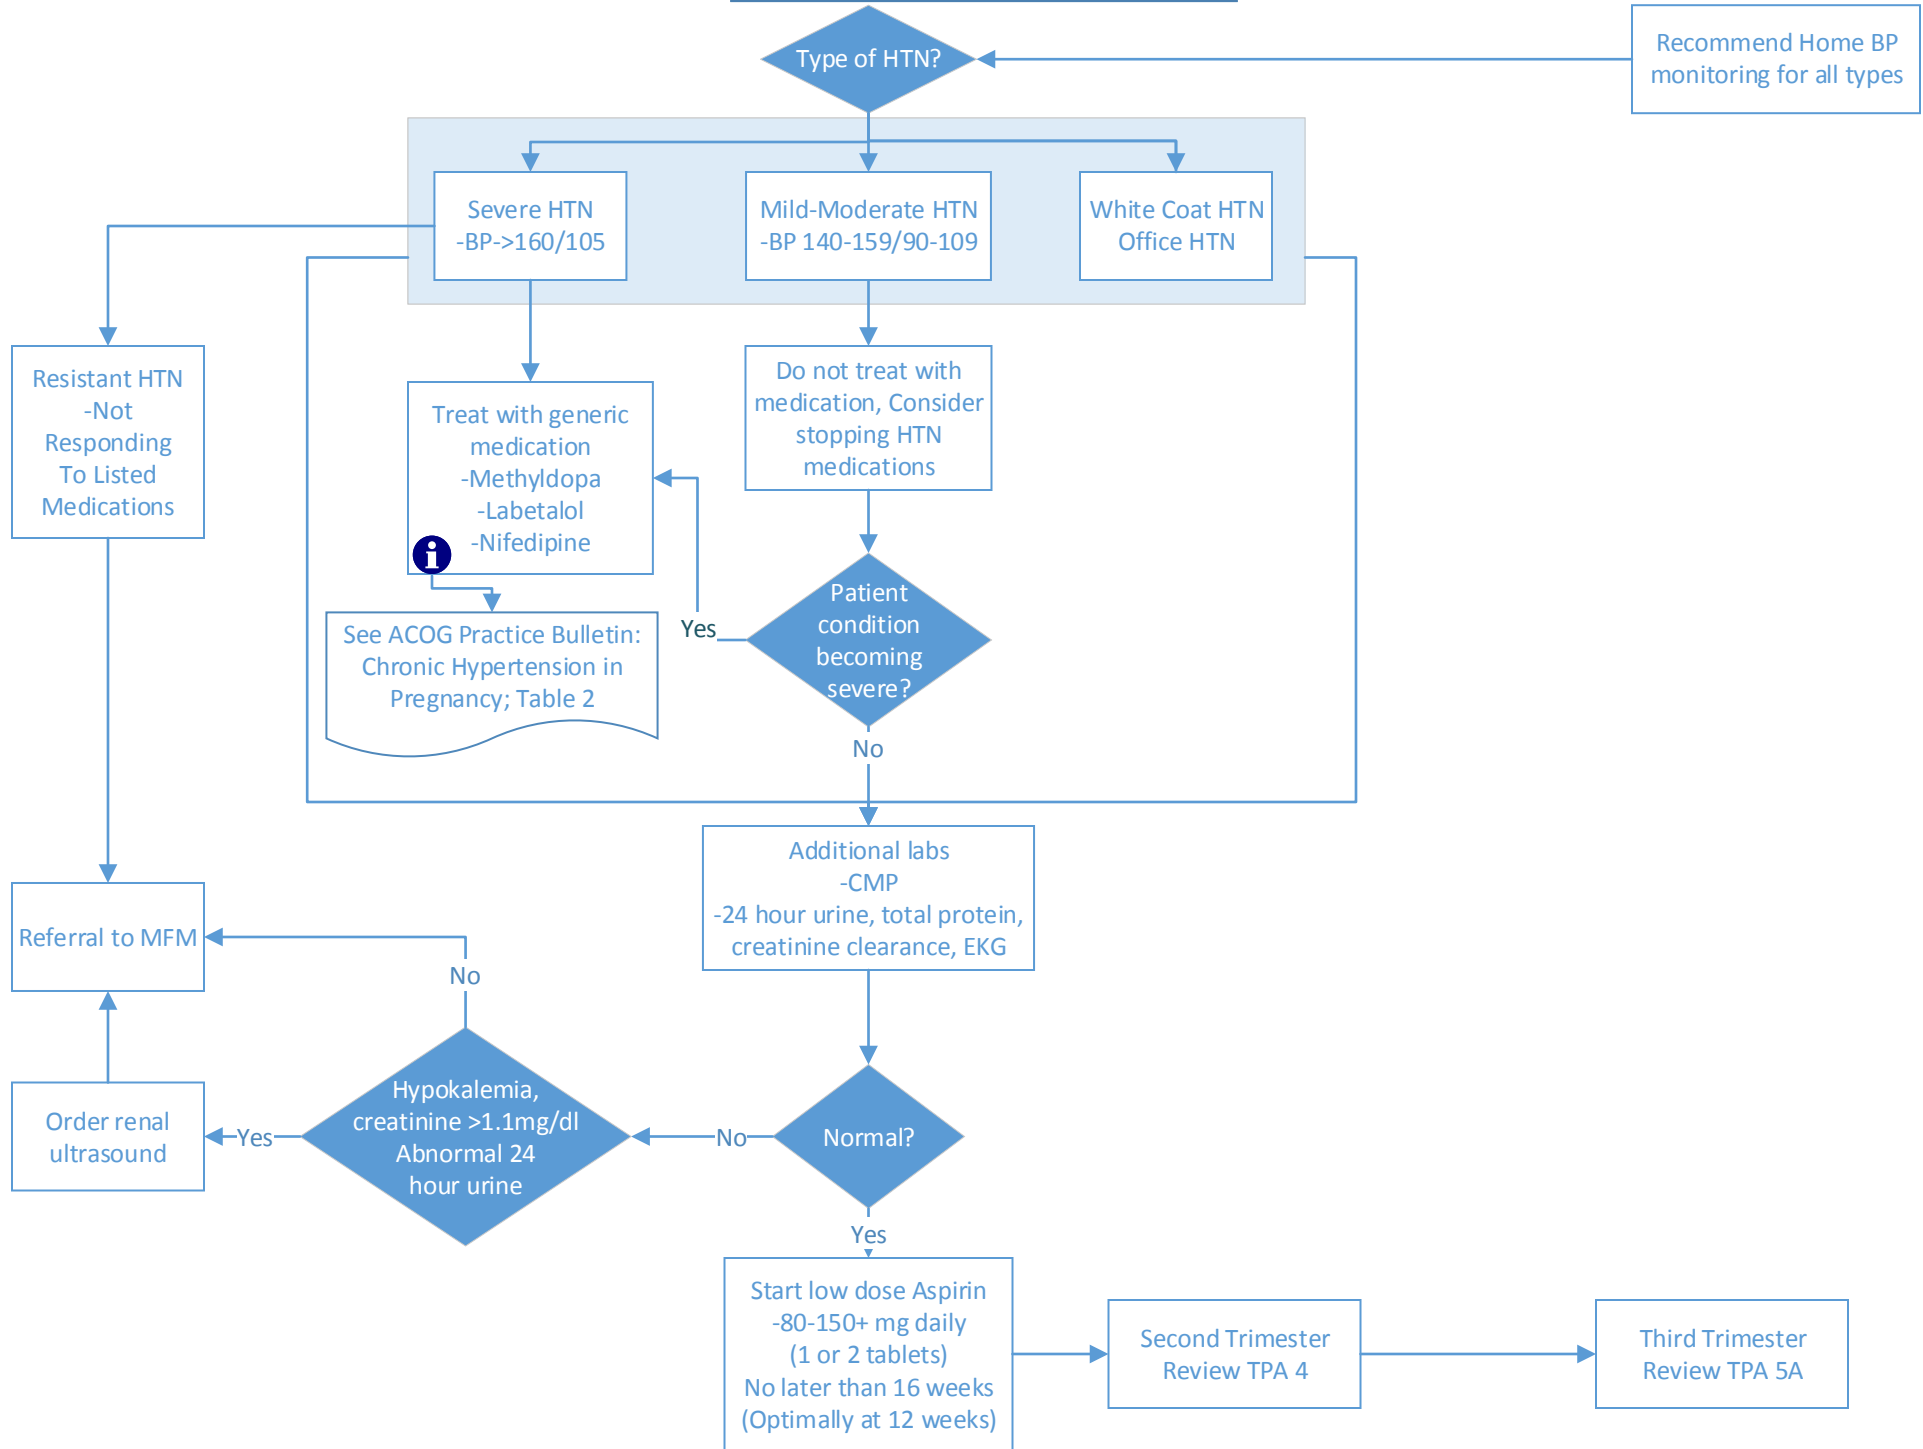 Type of HTN?
Recommend Home BP
monitoring for all types
Severe HTN
-BP->160/105
Mild-Moderate HTN
-BP 140-159/90-109
White Coat HTN
Office HTN
Resistant HTN
-Not
Responding
To Listed
Medications
Treat with generic
medication
-Methyldopa
-Labetalol
-Nifedipine
i
Do not treat with
medication, Consider
stopping HTN
medications
See ACOG Practice Bulletin:
Chronic Hypertension in
Pregnancy; Table 2
Yes
Patient
condition
becoming
severe?
No
Additional labs
-CMP
-24 hour urine, total protein,
creatinine clearance, EKG
Referral to MFM
No
Order renal
ultrasound
Yes
Hypokalemia,
creatinine >1.1mg/dl
Abnormal 24
hour urine
No
Normal?
Yes
Start low dose Aspirin
-80-150+ mg daily
(1 or 2 tablets)
No later than 16 weeks
(Optimally at 12 weeks)
Second Trimester
Review TPA 4
Third Trimester
Review TPA 5A